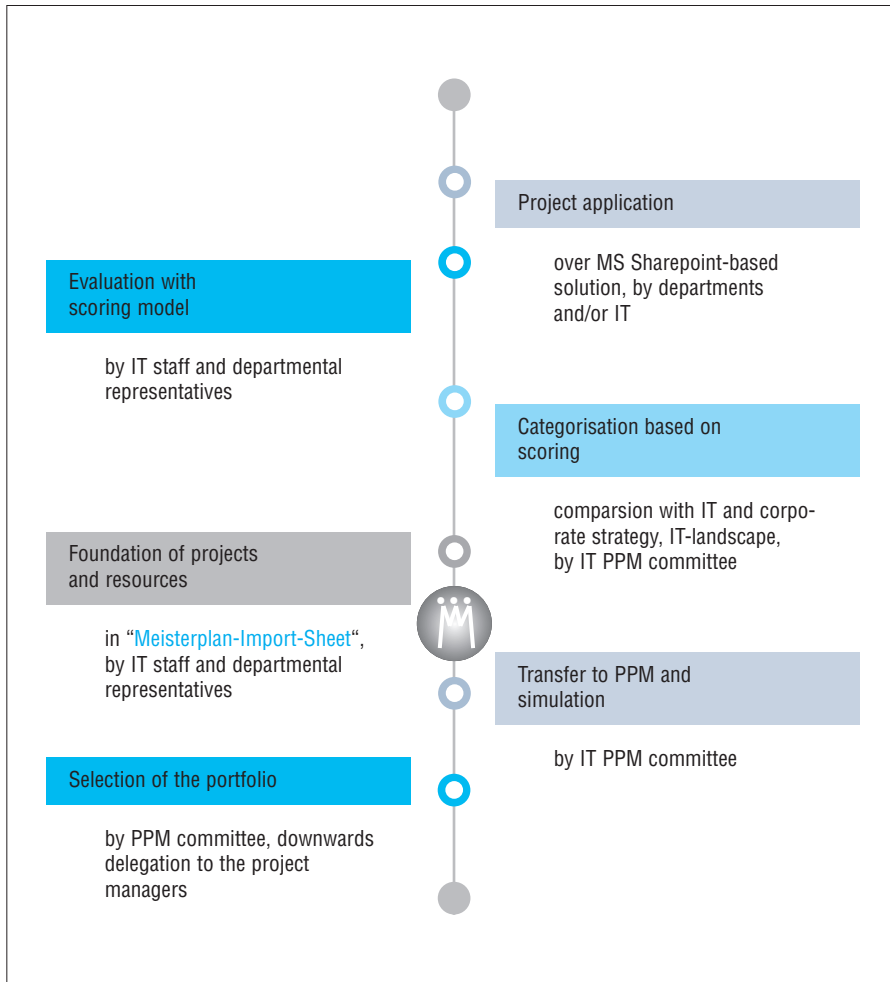 Project application
over MS Sharepoint-based
solution, by departments
and/or IT
Evaluation with
scoring model
by IT staff and departmental
representatives
Categorisation based on
scoring
comparsion with IT and corpo-
rate strategy, IT-landscape,
by IT PPM committee
Foundation of projects
and resources
in “Meisterplan-Import-Sheet“,
by IT staff and departmental
representatives
Transfer to PPM and
simulation
by IT PPM committee
Selection of the portfolio
by PPM committee, downwards
delegation to the project
managers